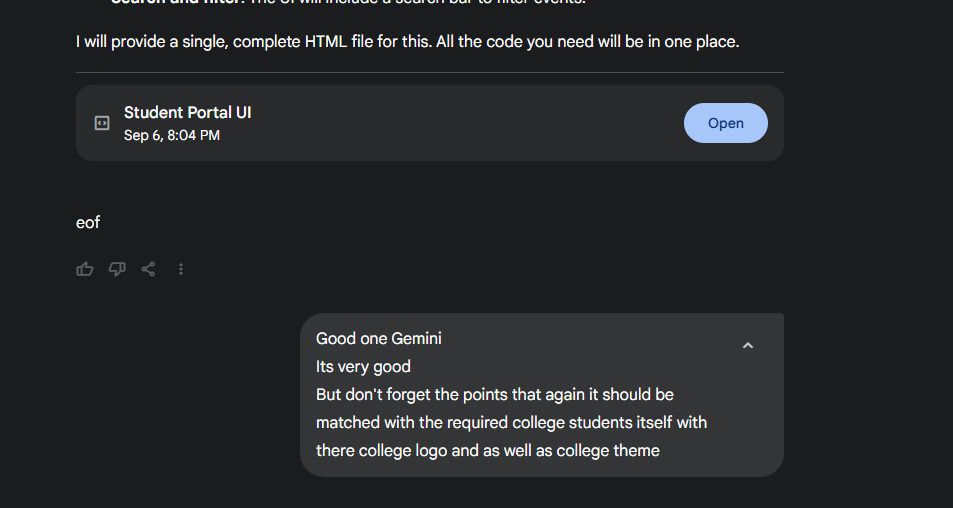 Search and filter: The UI will include a search bar to filter events.
I will provide a single, complete HTML file for this. All the code you need will be in one place.
Student Portal UI
Sep 6, 8:04 PM
Open
eof
Good one Gemini
Its very good
But don't forget the points that again it should be
matched with the required college students itself with
there college logo and as well as college theme